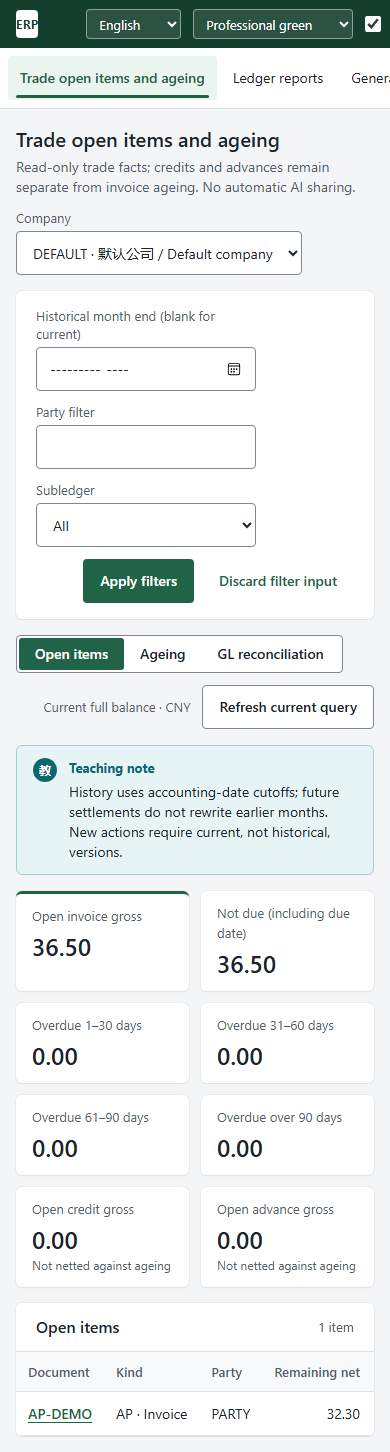 ERP English Professional green
Trade open items and ageing Ledger reports Genera
Trade open items and ageing
Read-only trade facts; credits and advances remain
separate from invoice ageing. No automatic AI sharing.
Company
DEFAULT · 默认公司 / Default company
Historical month end (blank for
current)
--------- ----
Party filter
Subledger
All
Apply filters Discard filter input
Open items Ageing GL reconciliation
Current full balance · CNY Refresh current query
教 Teaching note
History uses accounting-date cutoffs; future
settlements do not rewrite earlier months.
New actions require current, not historical,
versions.
Open invoice gross
36.50
Not due (including due
date)
36.50
Overdue 1–30 days
0.00
Overdue 31–60 days
0.00
Overdue 61–90 days
0.00
Overdue over 90 days
0.00
Open credit gross
0.00
Not netted against ageing
Open advance gross
0.00
Not netted against ageing
Open items 1 item
Document Kind Party Remaining net
AP-DEMO AP · Invoice PARTY 32.30